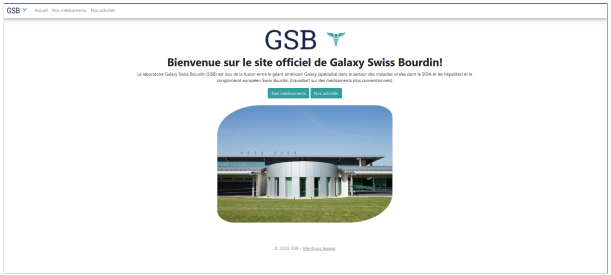 GSB Accueil Nos médicaments Nos activités
GSB
Bienvenue sur le site officiel de Galaxy Swiss Bourdin!
Le laboratoire Galaxy Swiss Bourdin (GSB) est issu de la fusion entre le géant américain Galaxy (spécialisé dans le secteur des maladies virales dont le SIDA et les hépatites) et le
conglomérat européen Swiss Bourdin (travaillant sur des médicaments plus conventionnels).
Nos médicaments Nos activités
© 2022 GSB - Mentions légales